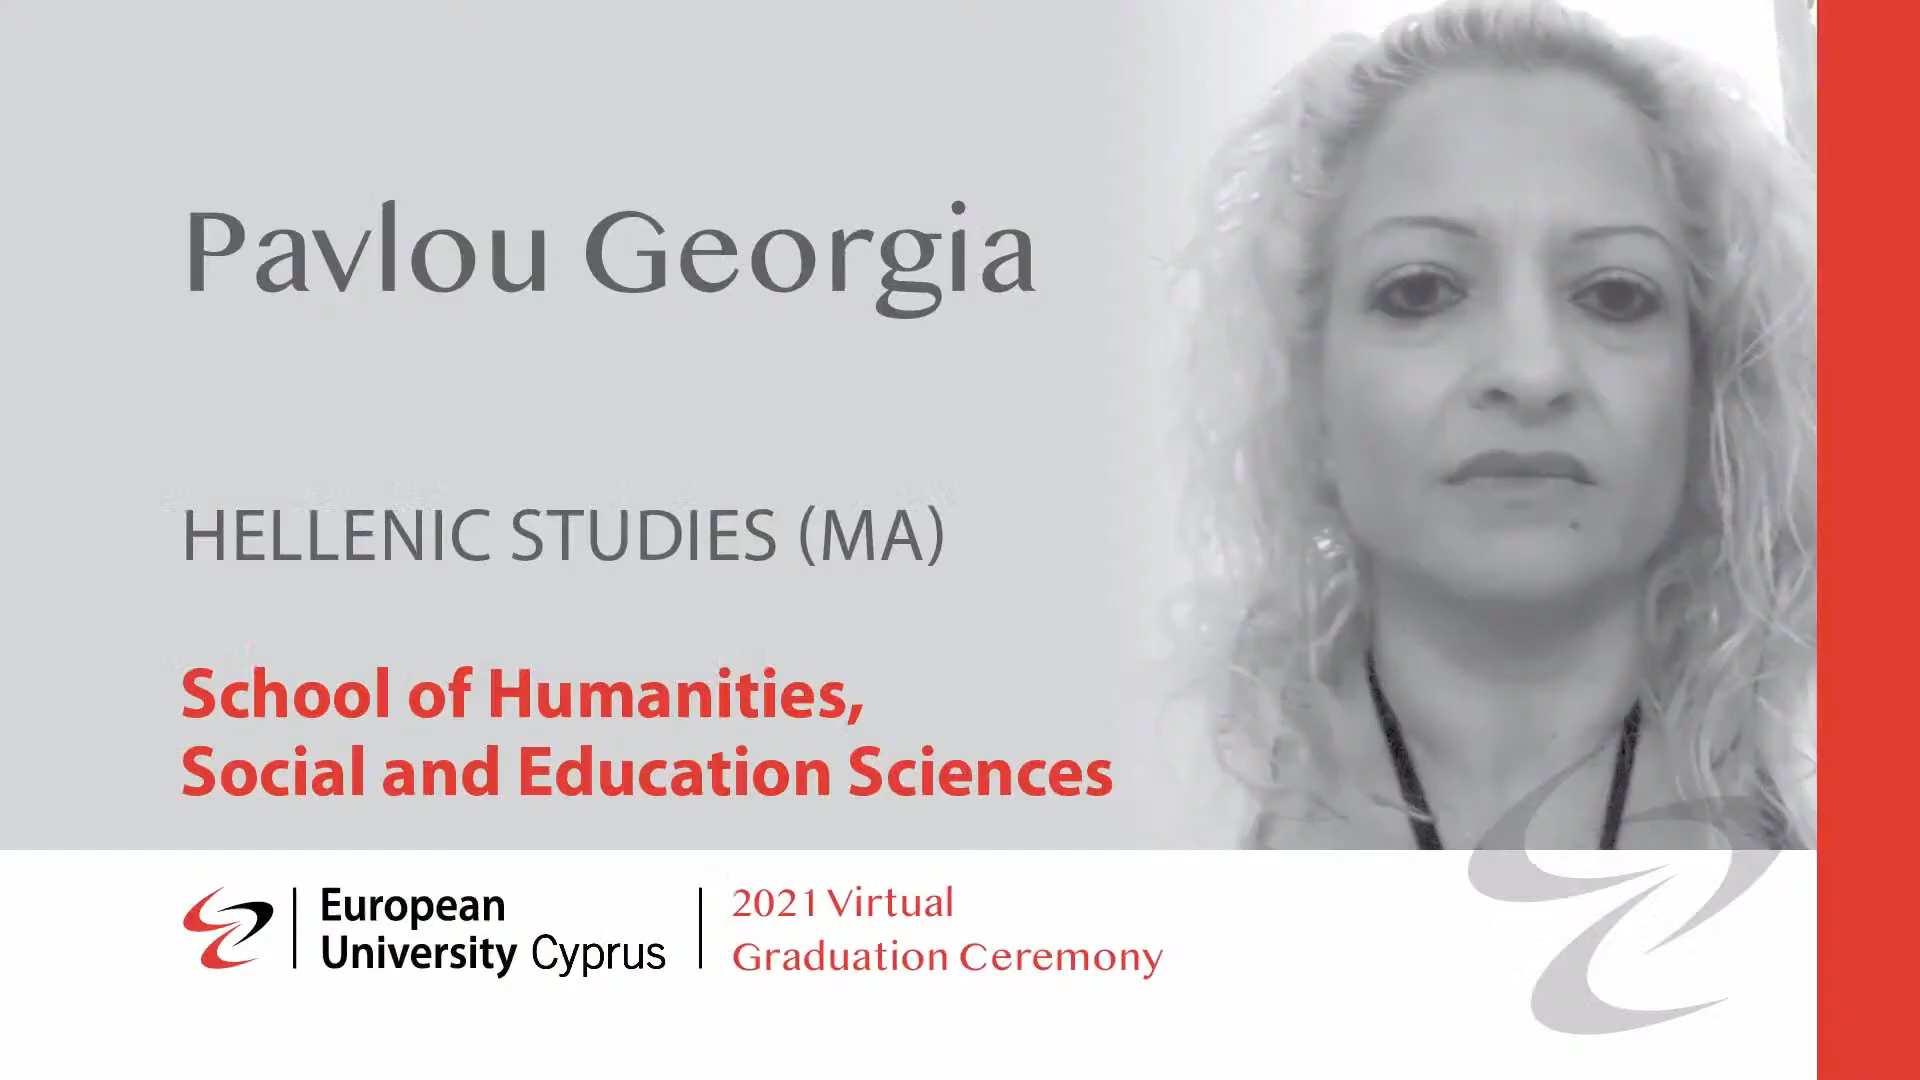 Pavlou Georgia
HELLENIC STUDIES (MA)
School of Humanities,
Social and Education Sciences
European
University Cyprus
2021 Virtual
Graduation Ceremony